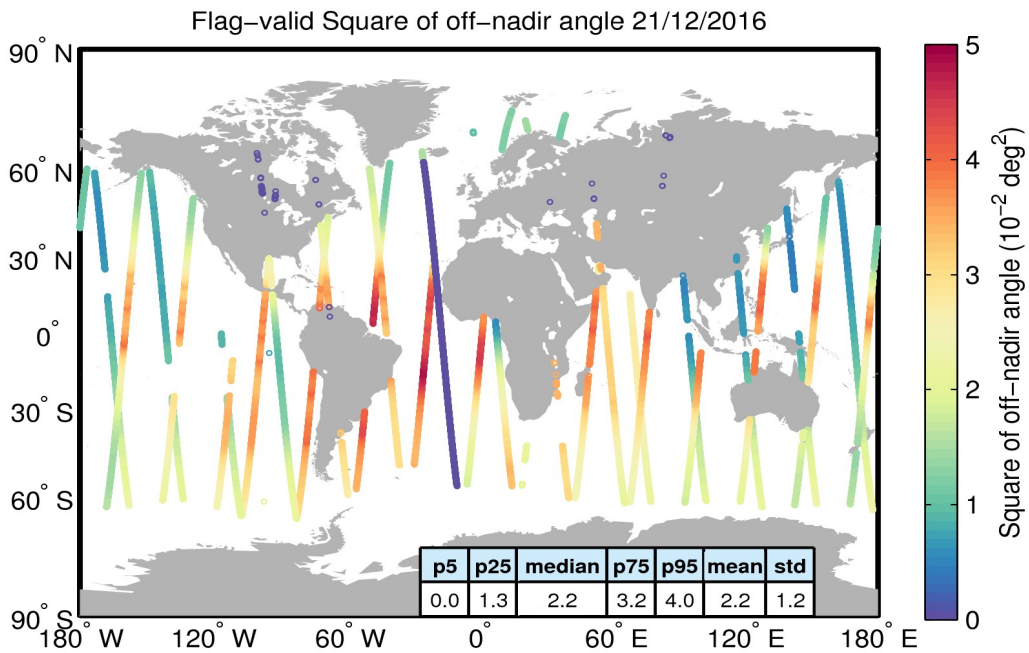 Flag−valid Square of off−nadir angle 21/12/2016
90° N
60° N
30° N
0°
30° S
60° S
90° S
180° W
120° W
60° W
0°
60° E
120° E
180° E
p5 p25 median p75 p95 mean std
0.0 1.3 2.2 3.2 4.0 2.2 1.2
5
4
3
2
1
0
Square of off−nadir angle (10⁻² deg²)